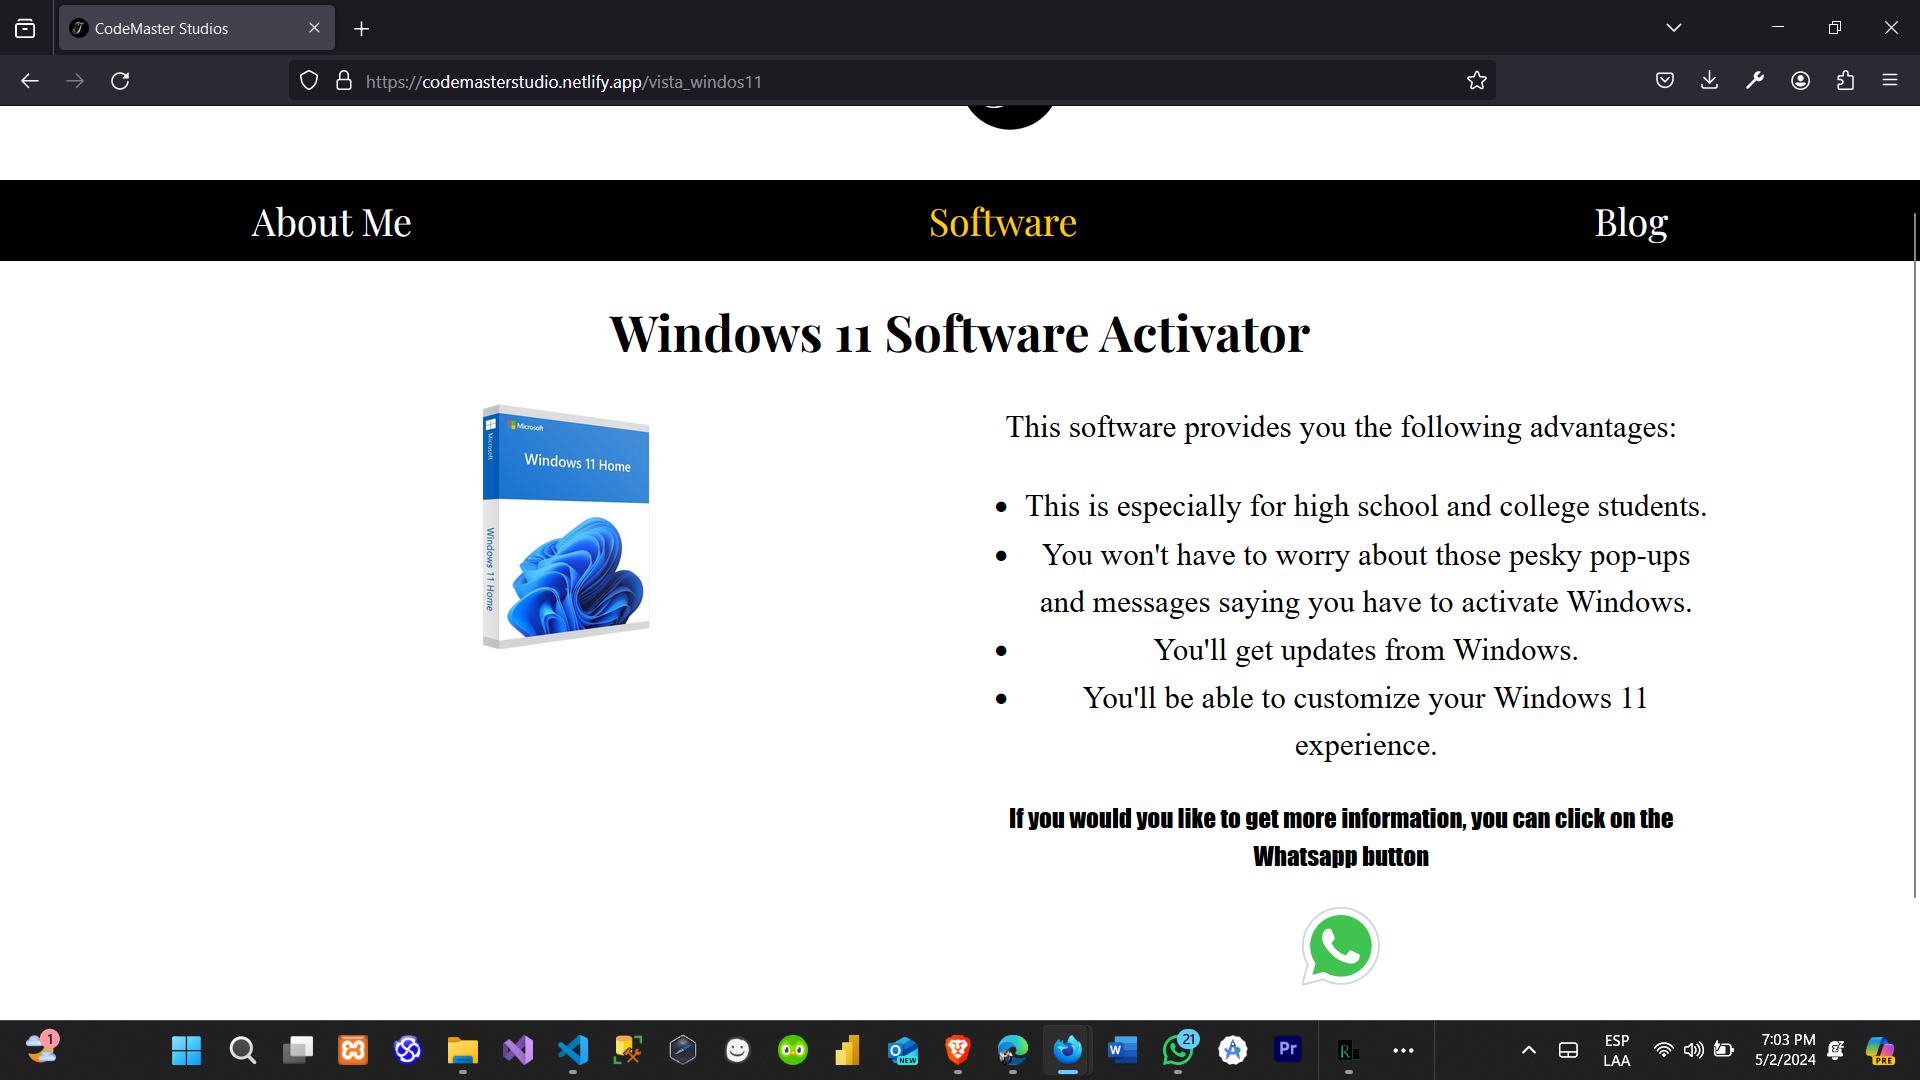 CodeMaster Studios
https://codemasterstudio.netlify.app/vista_windos11
About Me
Software
Blog
Windows 11 Software Activator
Microsoft
Windows 11 Home
Microsoft
Windows 11 Home
This software provides you the following advantages:
This is especially for high school and college students.
You won't have to worry about those pesky pop-ups
and messages saying you have to activate Windows.
You'll get updates from Windows.
You'll be able to customize your Windows 11
experience.
If you would you like to get more information, you can click on the
Whatsapp button
1
NEW
21
Pr
R
ESP
LAA
7:03 PM
5/2/2024
PRE